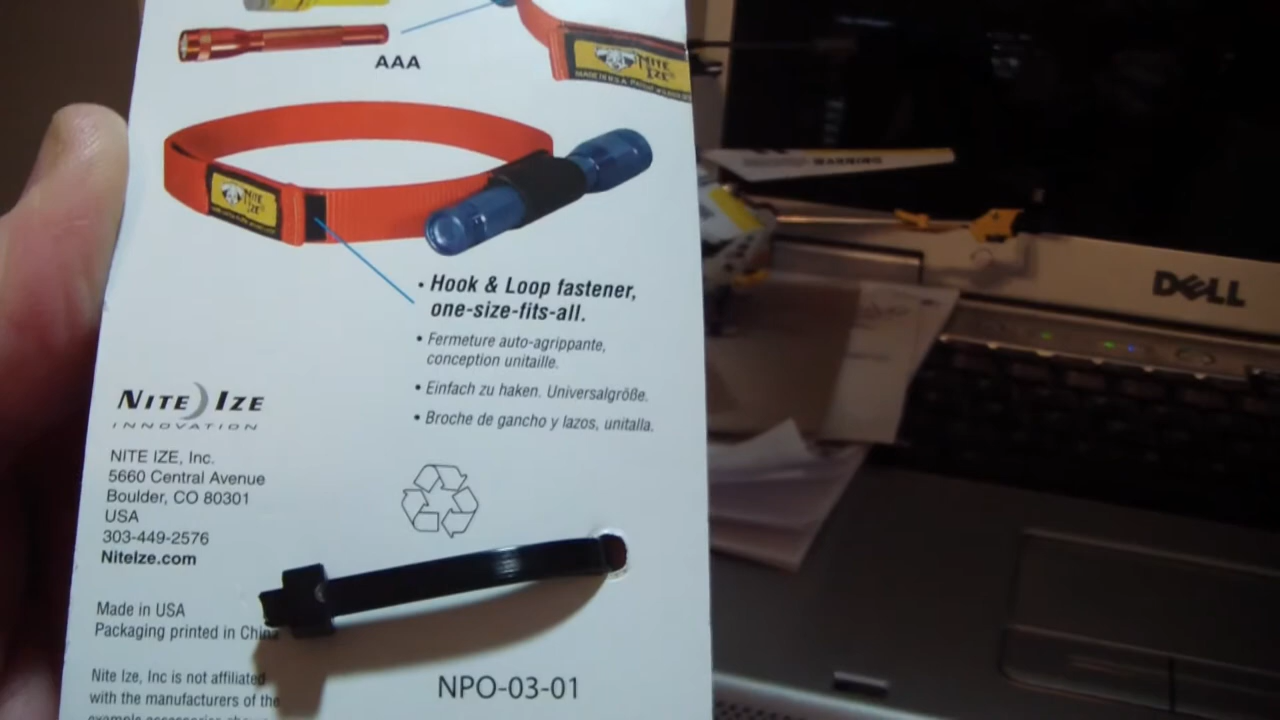 AAA
NITE
IZE®
NITE
IZE®
WARNING
DELL
• Hook & Loop fastener,
one-size-fits-all.
• Fermeture auto-agrippante,
conception unitaille.
• Einfach zu haken. Universalgröße.
• Broche de gancho y lazos, unitalla.
NITE IZE
INNOVATION
NITE IZE, Inc.
5660 Central Avenue
Boulder, CO 80301
USA
303-449-2576
NiteIze.com
Made in USA
Packaging printed in China
Nite Ize, Inc is not affiliated
with the manufacturers of the
NPO-03-01